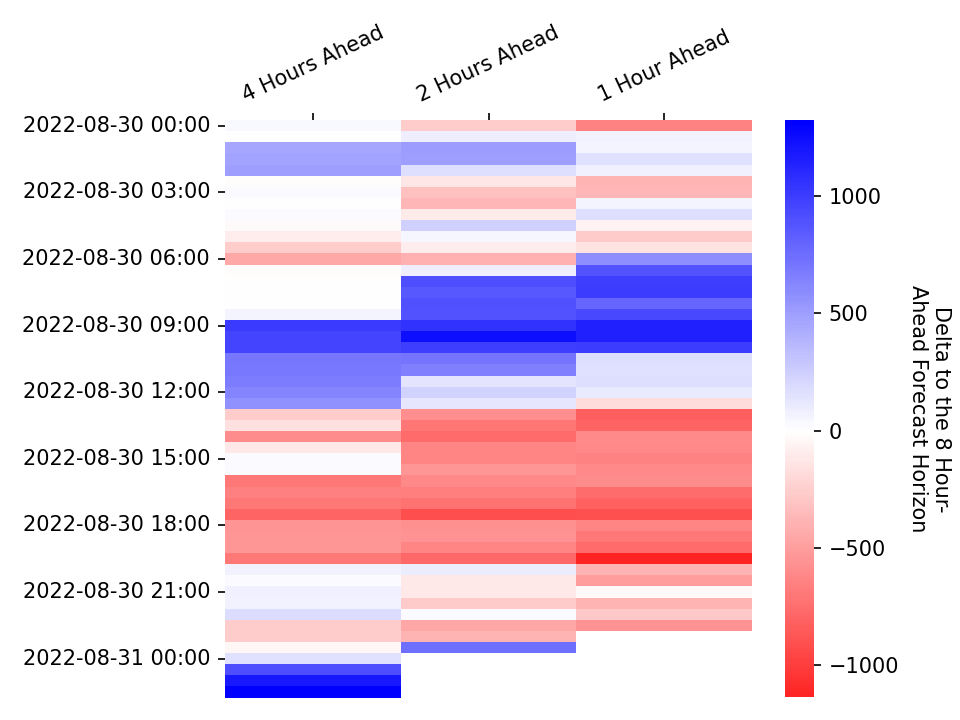 4 Hours Ahead
2 Hours Ahead
1 Hour Ahead
2022-08-30 00:00
2022-08-30 03:00
2022-08-30 06:00
2022-08-30 09:00
2022-08-30 12:00
2022-08-30 15:00
2022-08-30 18:00
2022-08-30 21:00
2022-08-31 00:00
1000
500
0
−500
−1000
Delta to the 8 Hour-
Ahead Forecast Horizon